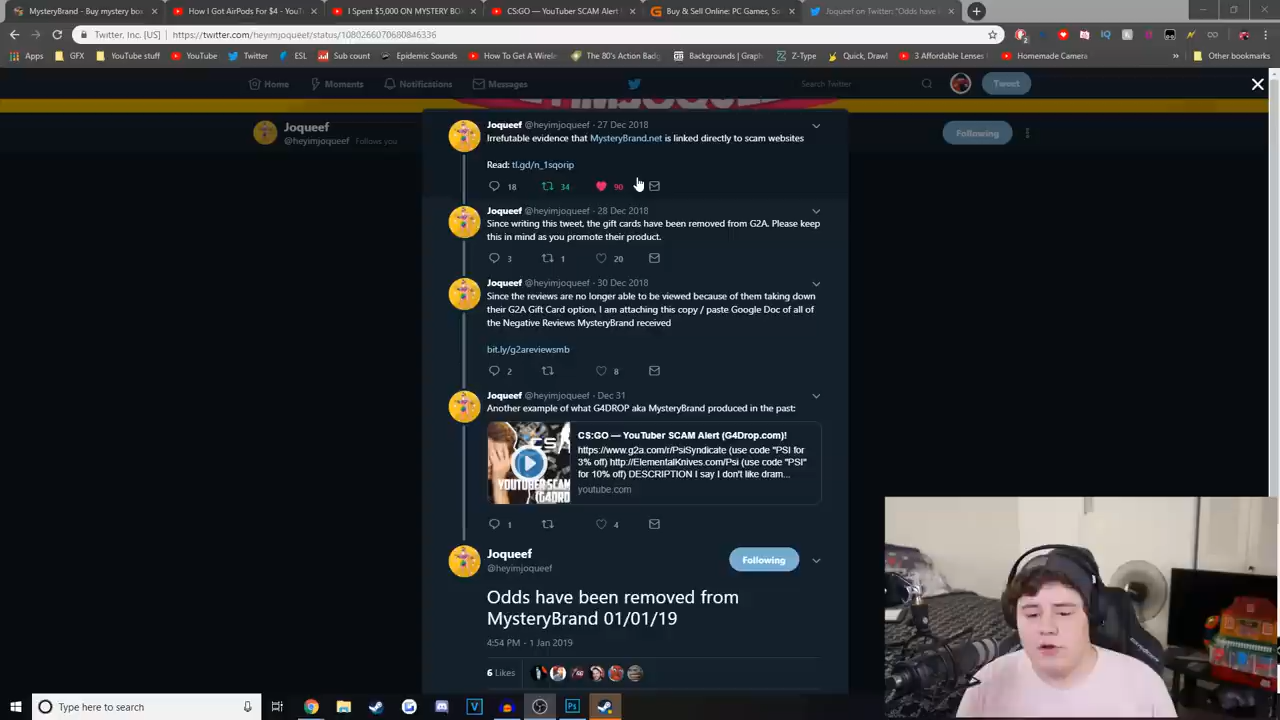 MysteryBrand - Buy mystery box
How I Got AirPods For $4 - YouT
I Spent $5,000 ON MYSTERY BO
CS:GO — YouTuber SCAM Alert
Buy & Sell Online: PC Games, So
Joqueef on Twitter: "Odds have
Twitter, Inc. [US] | https://twitter.com/heyimjoqueef/status/1080266070680846336
Apps
GFX
YouTube stuff
YouTube
Twitter
ESL
Sub count
Epidemic Sounds
How To Get A Wirele
The 80's Action Badg
Backgrounds | Graph
Z-Type
Quick, Draw!
3 Affordable Lenses
Homemade Camera
Other bookmarks
Home
Moments
Notifications
Messages
Search Twitter
Tweet
Joqueef
@heyimjoqueef Follows you
Following
Joqueef @heyimjoqueef · 27 Dec 2018
Irrefutable evidence that MysteryBrand.net is linked directly to scam websites
Read: tl.gd/n_1sqorip
18 34 90
Joqueef @heyimjoqueef · 28 Dec 2018
Since writing this tweet, the gift cards have been removed from G2A. Please keep
this in mind as you promote their product.
3 1 20
Joqueef @heyimjoqueef · 30 Dec 2018
Since the reviews are no longer able to be viewed because of them taking down
their G2A Gift Card option, I am attaching this copy / paste Google Doc of all of
the Negative Reviews MysteryBrand received
bit.ly/g2areviewsmb
2 8
Joqueef @heyimjoqueef · Dec 31
Another example of what G4DROP aka MysteryBrand produced in the past:
CS:GO — YouTuber SCAM Alert (G4Drop.com)!
https://www.g2a.com/r/PsiSyndicate (use code "PSI for
3% off) http://ElementalKnives.com/Psi (use code "PSI"
for 10% off) DESCRIPTION I say I don't like dram...
youtube.com
1 4
Joqueef
@heyimjoqueef
Following
Odds have been removed from
MysteryBrand 01/01/19
4:54 PM - 1 Jan 2019
6 Likes
Type here to search